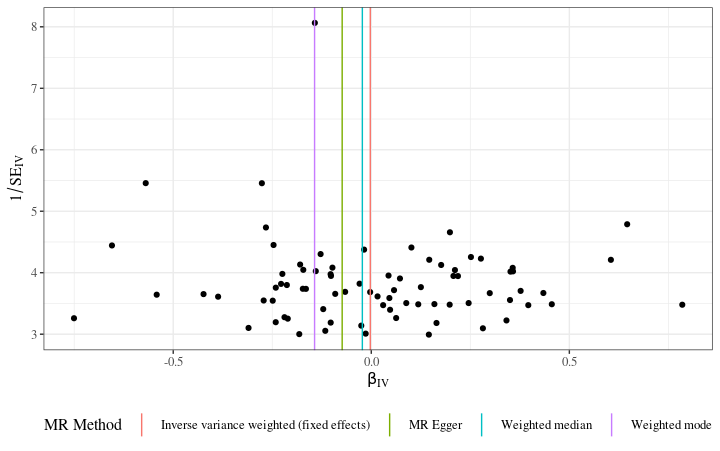 8
7
6
5
4
3
1/SE_IV
-0.5 0.0 0.5
β_IV
MR Method Inverse variance weighted (fixed effects) MR Egger Weighted median Weighted mode